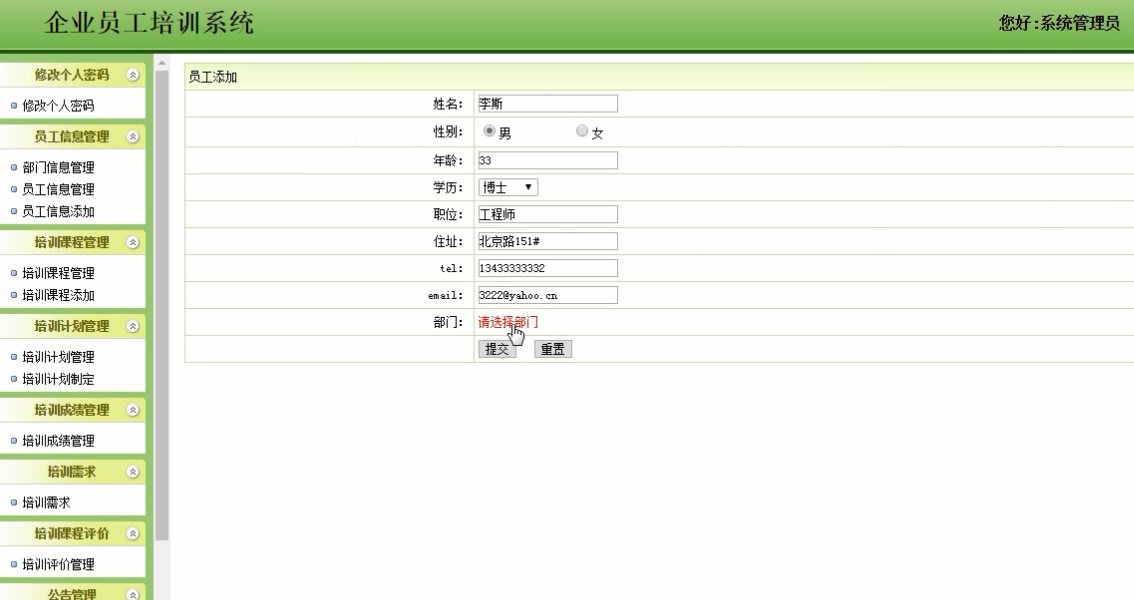 企业员工培训系统
您好:系统管理员
修改个人密码
修改个人密码
员工信息管理
部门信息管理
员工信息管理
员工信息添加
培训课程管理
培训课程管理
培训课程添加
培训计划管理
培训计划管理
培训计划制定
培训成绩管理
培训成绩管理
培训需求
培训需求
培训课程评价
培训评价管理
公告管理
员工添加
姓名: 李斯
性别: 男 女
年龄: 33
学历: 博士
职位: 工程师
住址: 北京路151#
tel: 13433333332
email: 3222@yahoo.cn
部门: 请选择部门
提交 重置